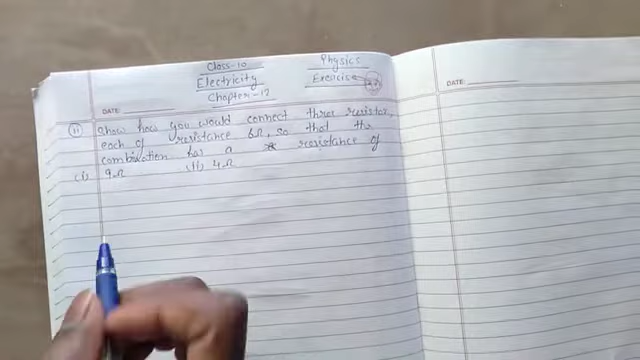 Class-10 Physics
Electricity Exercise
Chapter-12
DATE: DATE:
(11) Show how you would connect three resistor,
each of resistance 6Ω, so that the
combination has a resistance of
(i) 9Ω (ii) 4Ω